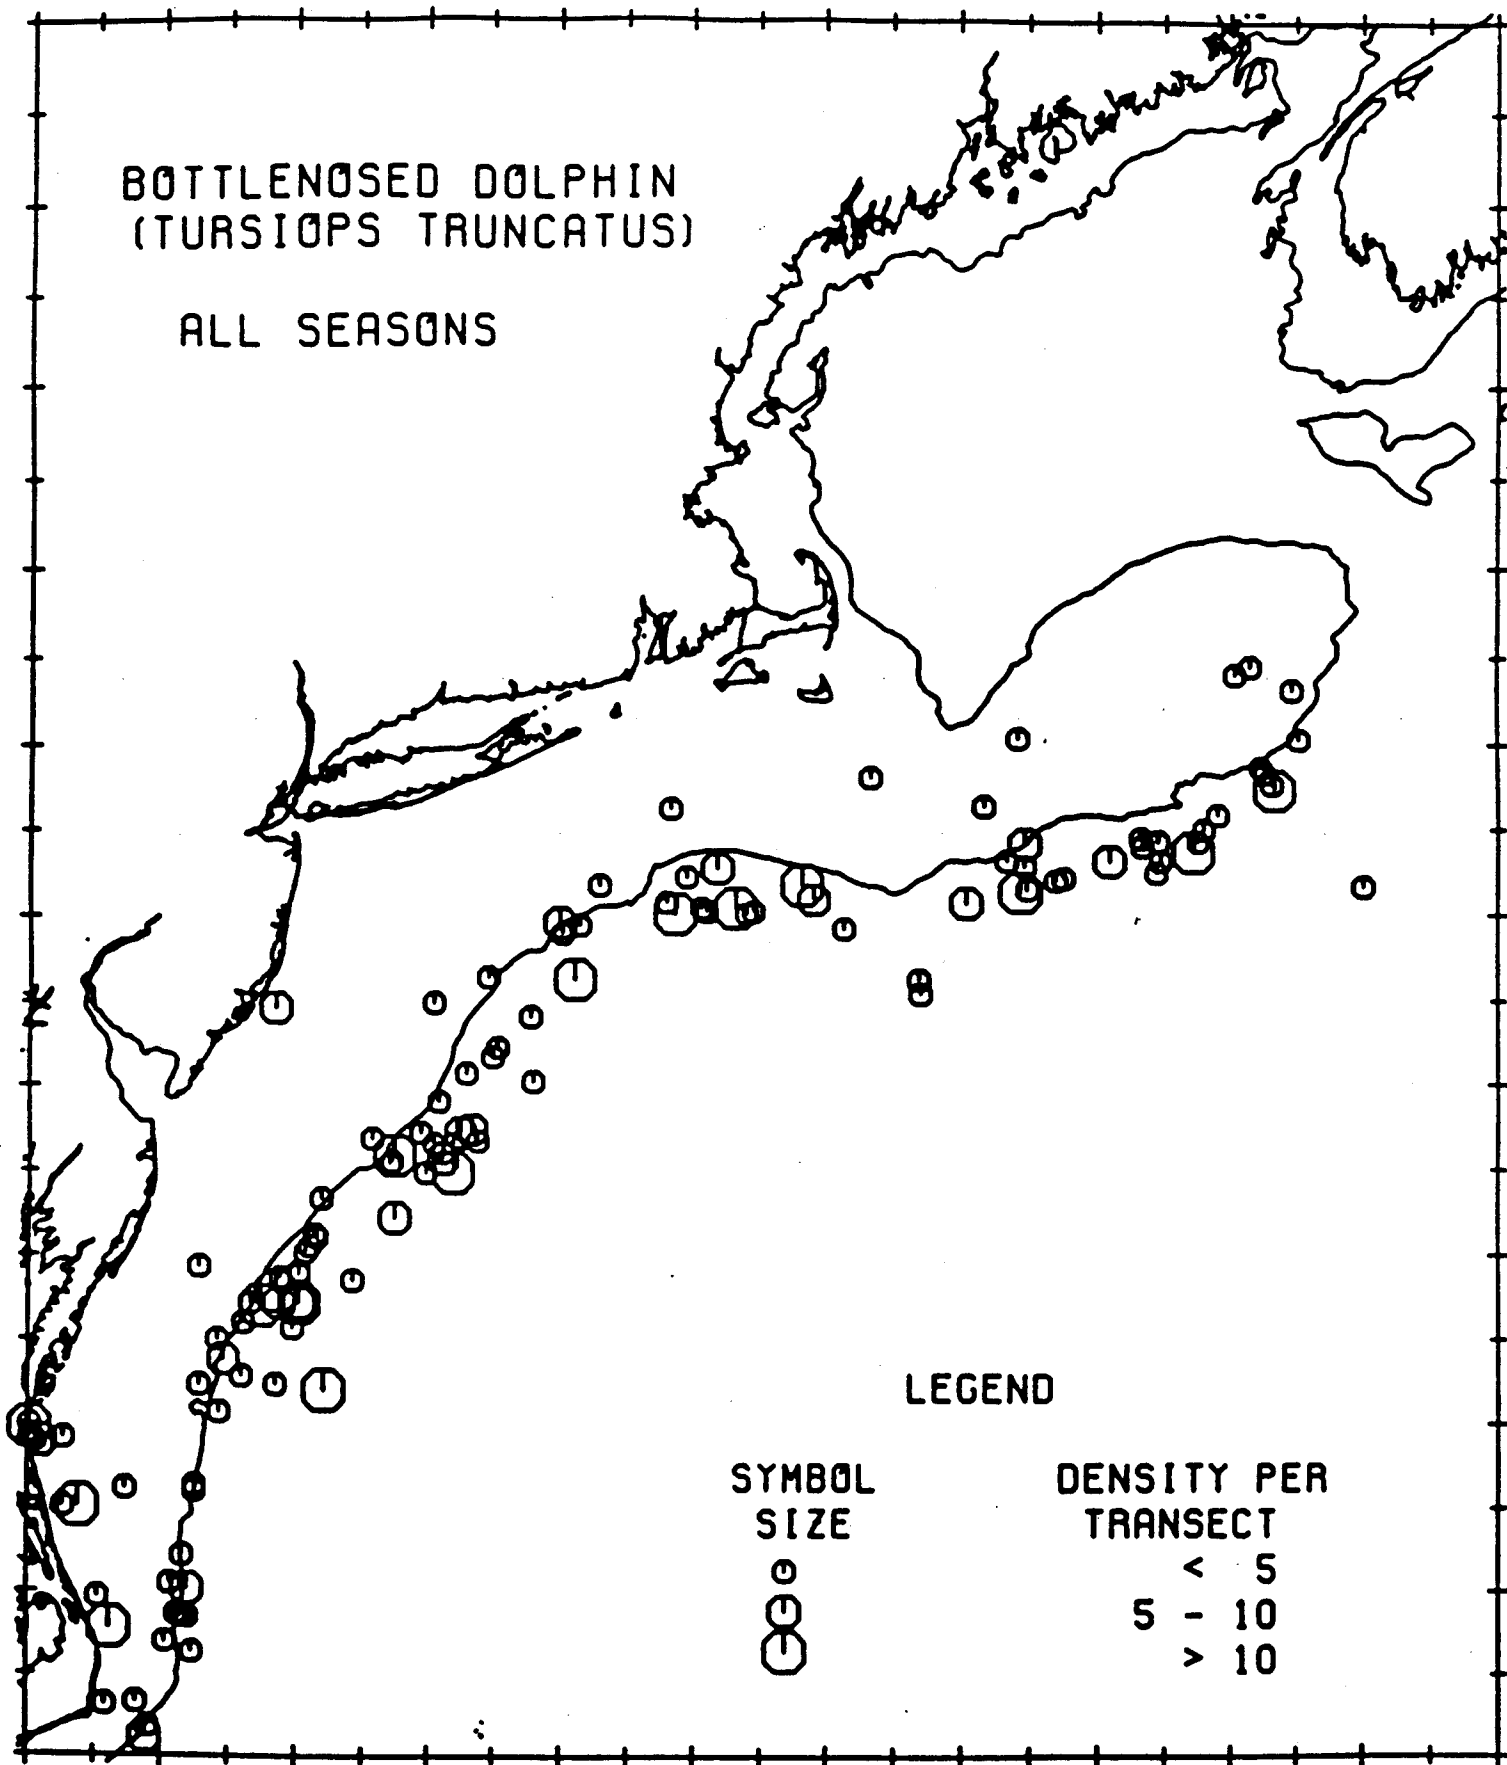 BOTTLENOSED DOLPHIN
(TURSIOPS TRUNCATUS)
ALL SEASONS
LEGEND
SYMBOL SIZE
DENSITY PER TRANSECT
< 5
5 - 10
> 10